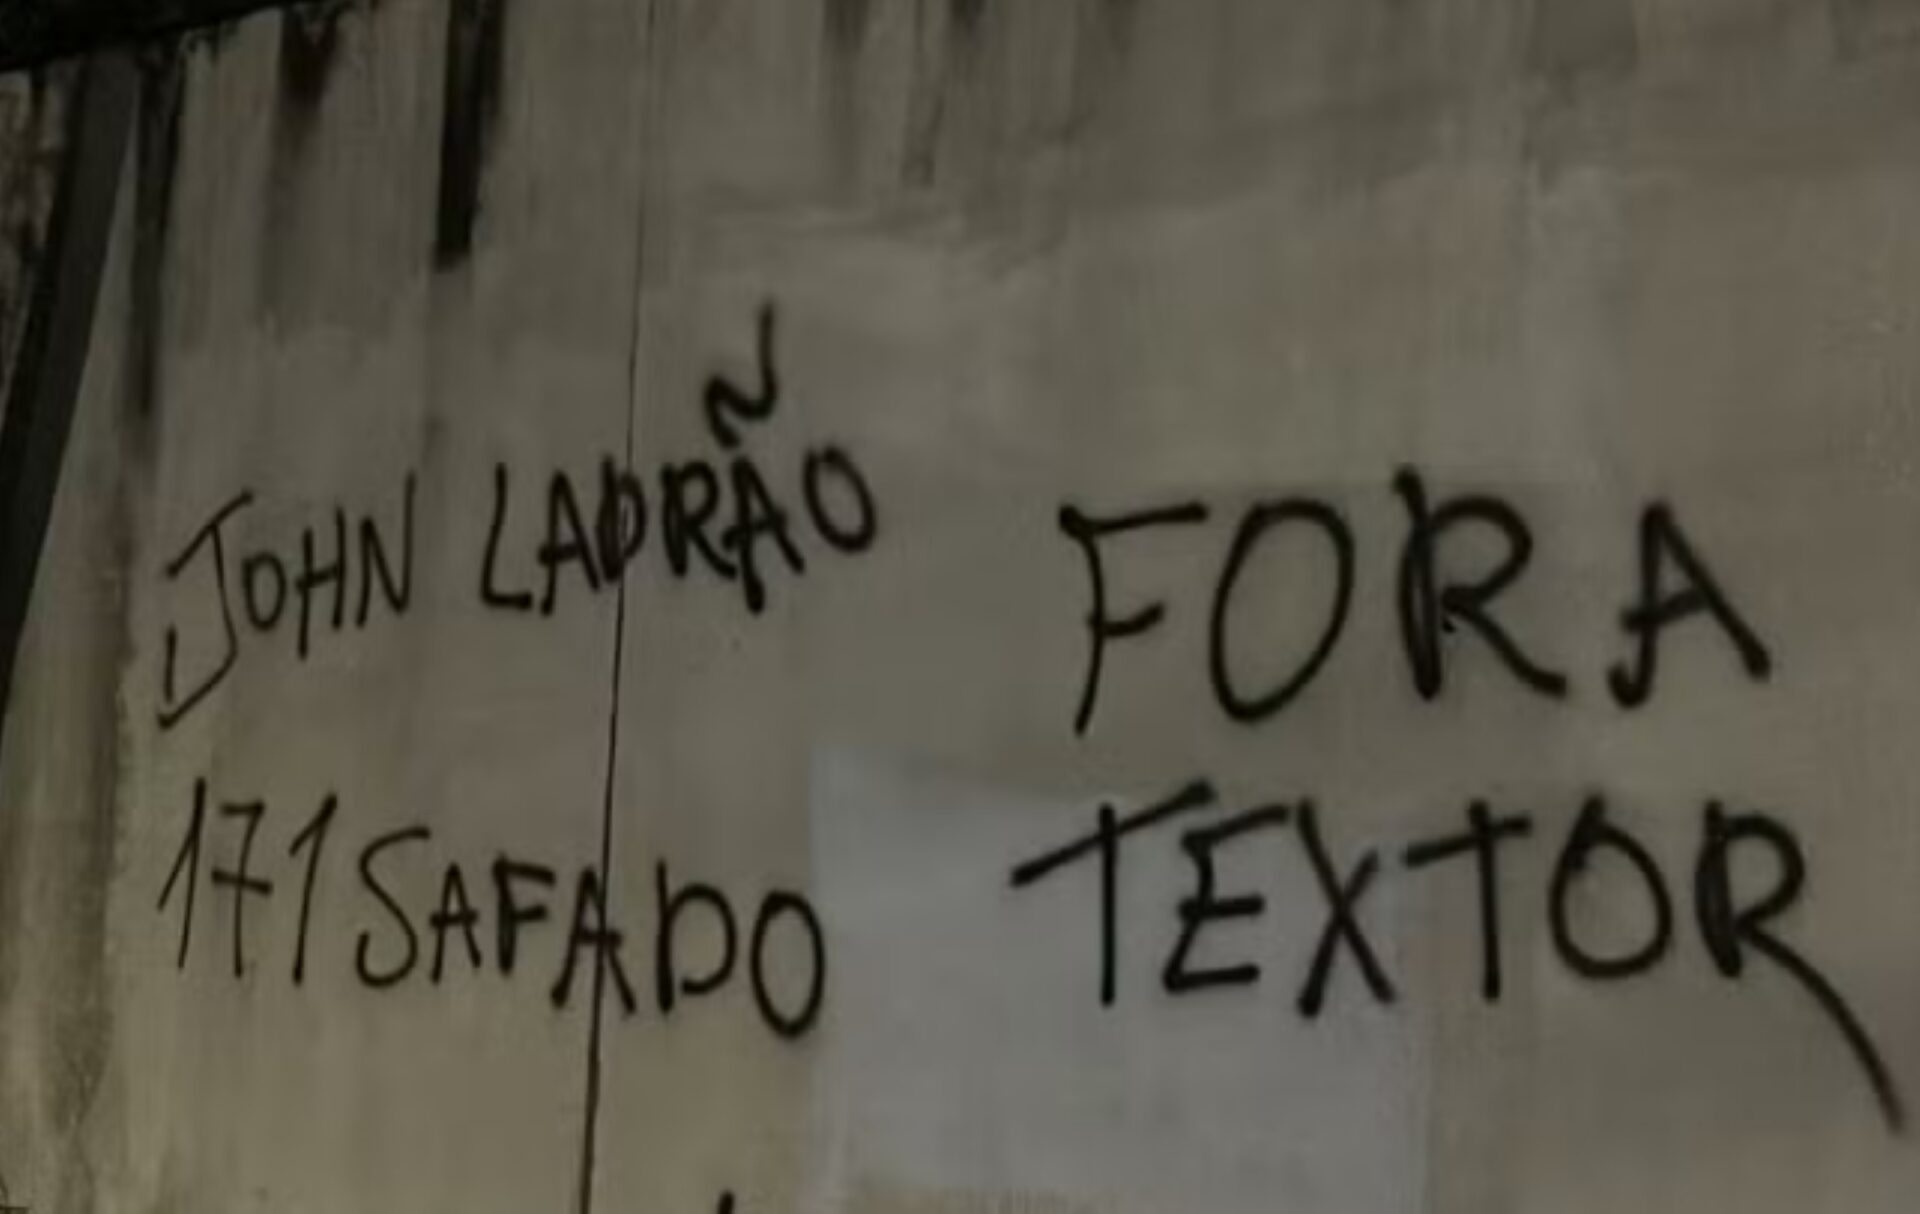 JOHN LADRÃO
171 SAFADO
FORA
TEXTOR